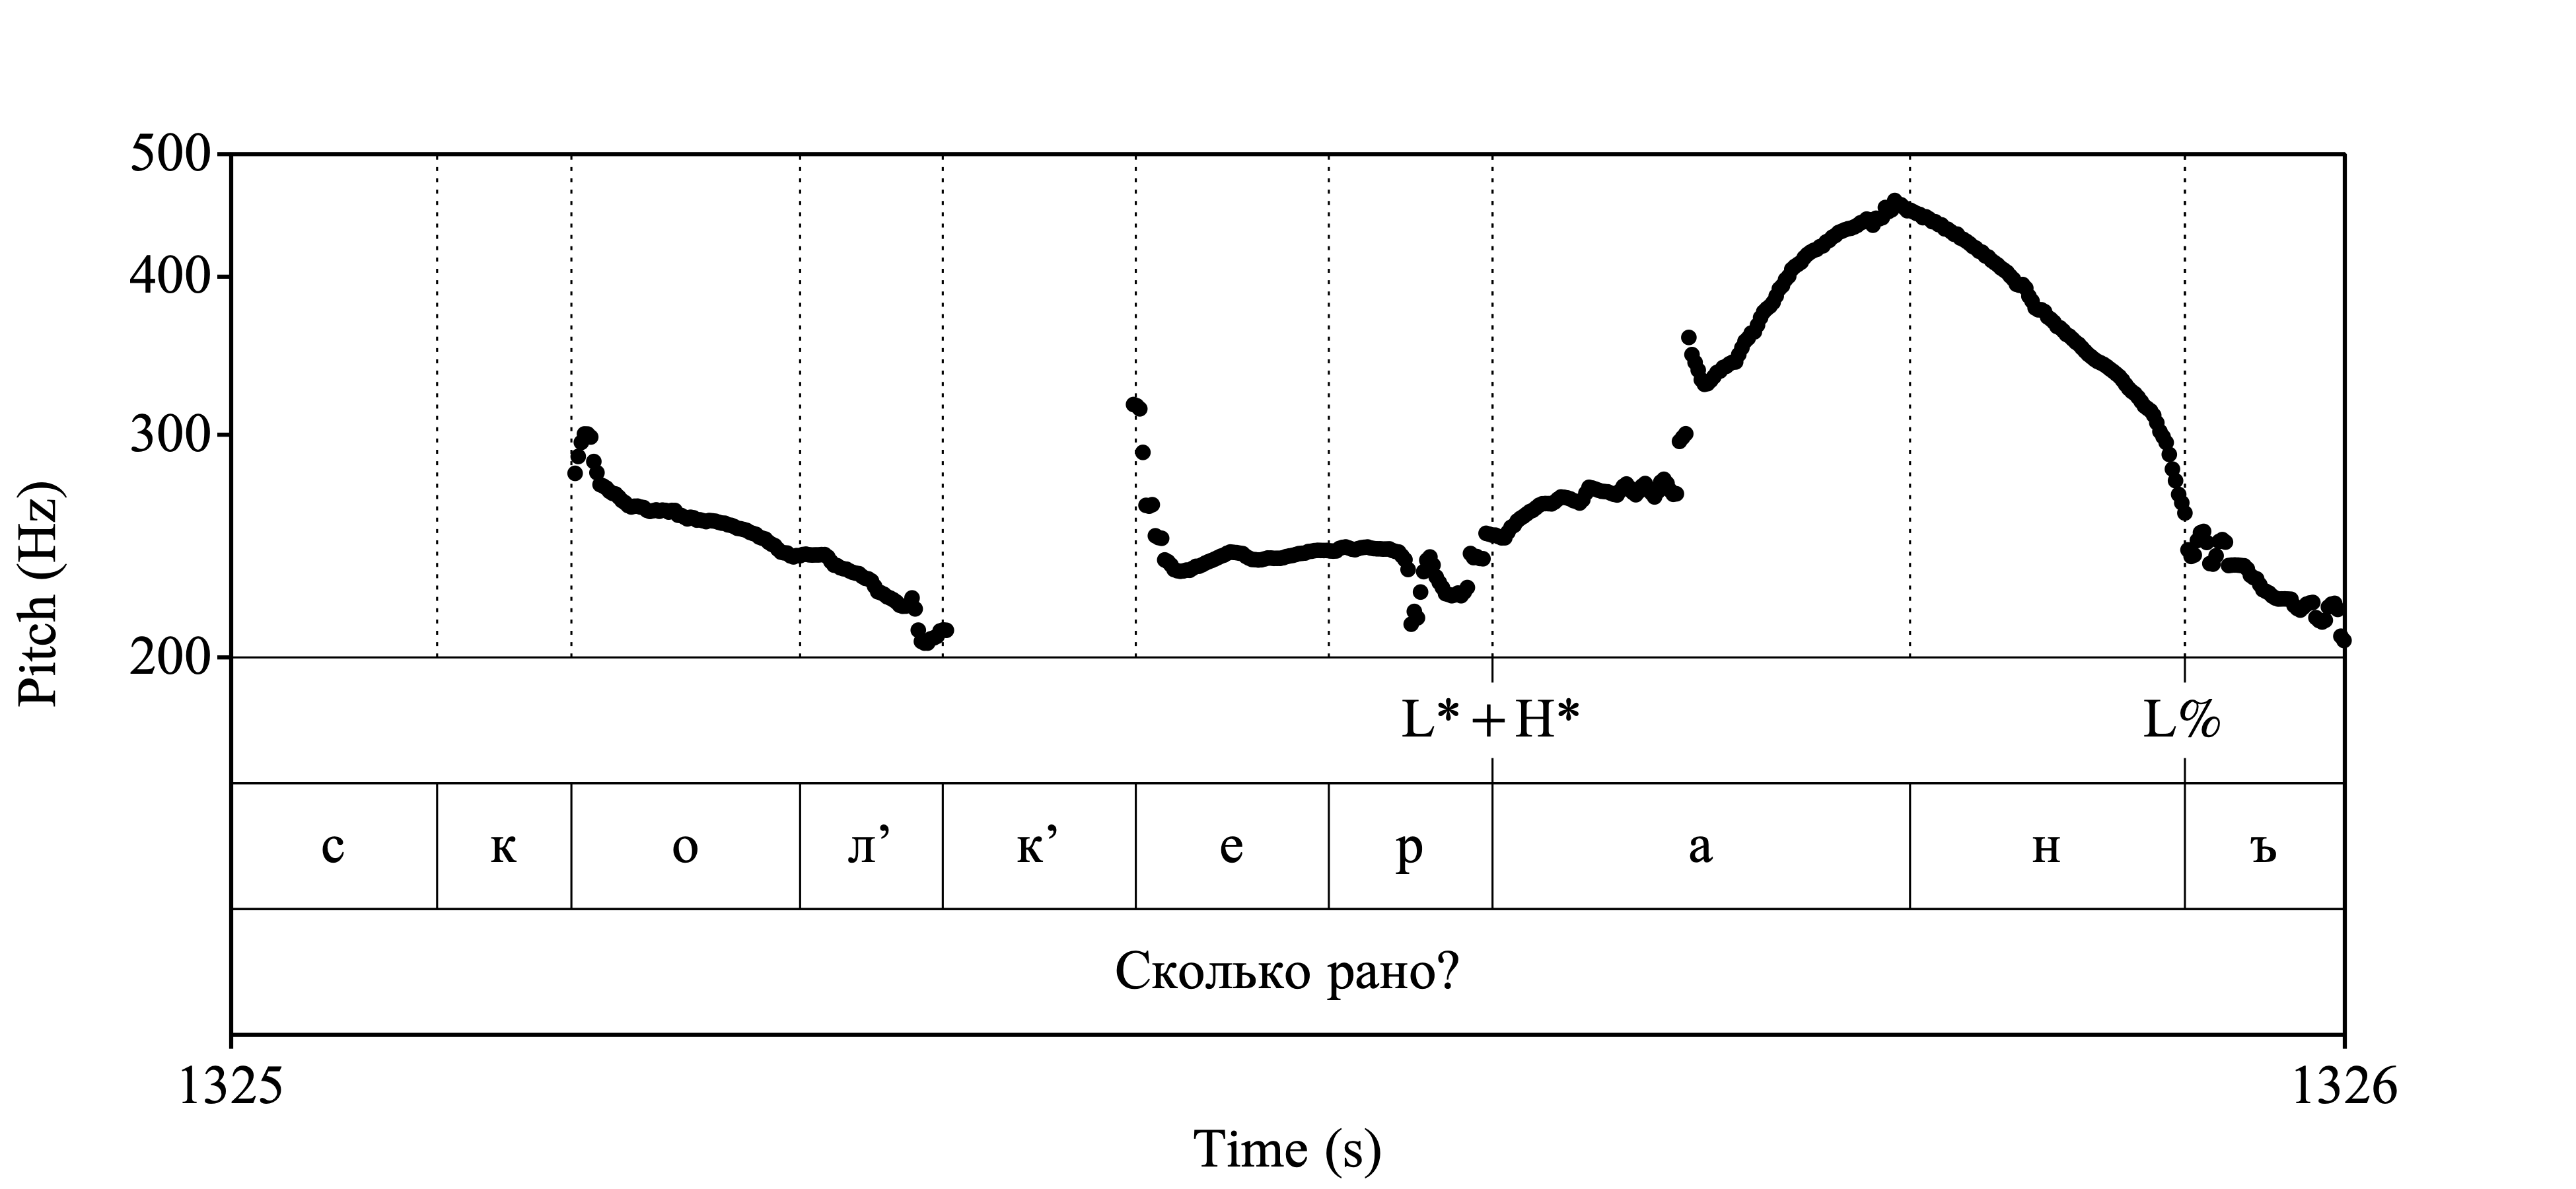 500
400
300
200
Pitch (Hz)
L*+H* L%
с к о л’ к’ е р а н ъ
Сколько рано?
1325 1326
Time (s)